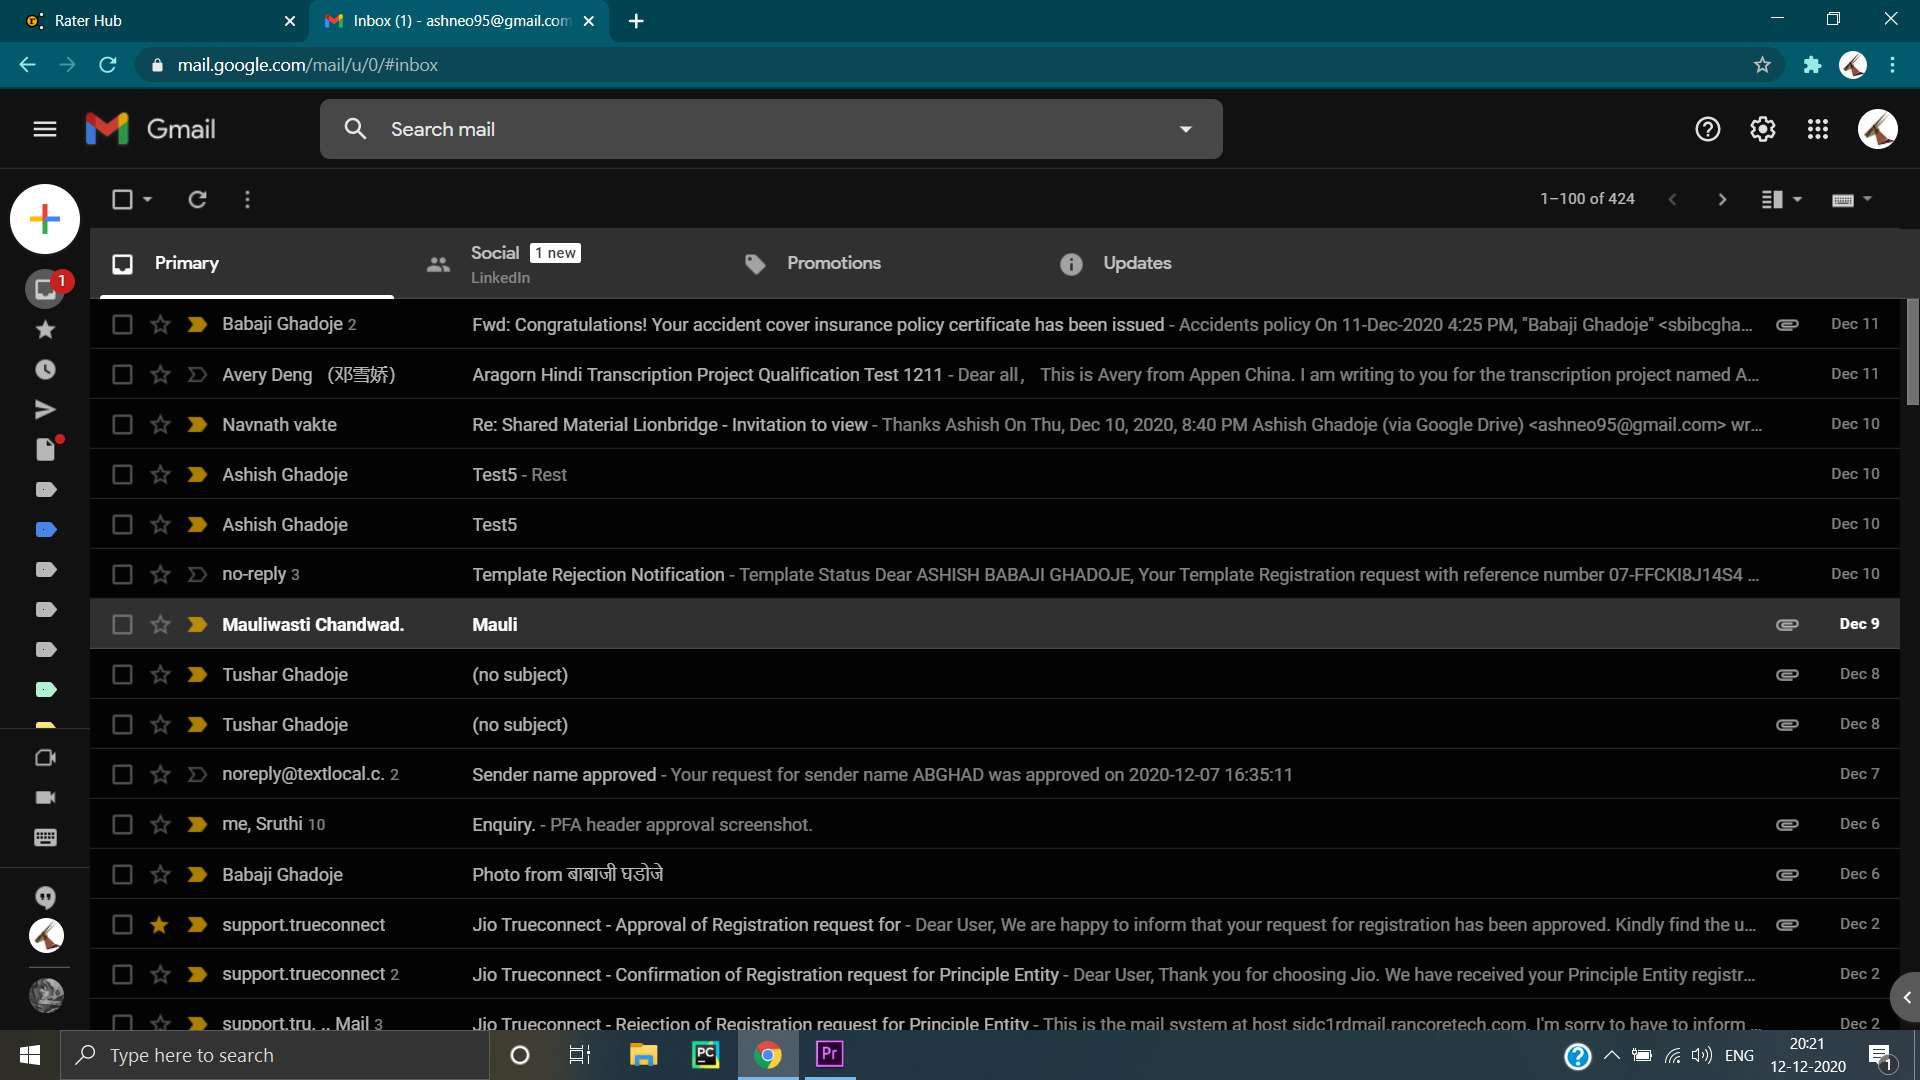 Rater Hub
Inbox (1) - ashneo95@gmail.com
mail.google.com/mail/u/0/#inbox
Gmail
Search mail
1–100 of 424
Primary
Social 1 new
LinkedIn
Promotions
Updates
1
Babaji Ghadoje 2 Fwd: Congratulations! Your accident cover insurance policy certificate has been issued - Accidents policy On 11-Dec-2020 4:25 PM, "Babaji Ghadoje" <sbibcgha... Dec 11
Avery Deng （邓雪娇） Aragorn Hindi Transcription Project Qualification Test 1211 - Dear all， This is Avery from Appen China. I am writing to you for the transcription project named A... Dec 11
Navnath vakte Re: Shared Material Lionbridge - Invitation to view - Thanks Ashish On Thu, Dec 10, 2020, 8:40 PM Ashish Ghadoje (via Google Drive) <ashneo95@gmail.com> wr... Dec 10
Ashish Ghadoje Test5 - Rest Dec 10
Ashish Ghadoje Test5 Dec 10
no-reply 3 Template Rejection Notification - Template Status Dear ASHISH BABAJI GHADOJE, Your Template Registration request with reference number 07-FFCKI8J14S4 ... Dec 10
Mauliwasti Chandwad. Mauli Dec 9
Tushar Ghadoje (no subject) Dec 8
Tushar Ghadoje (no subject) Dec 8
noreply@textlocal.c. 2 Sender name approved - Your request for sender name ABGHAD was approved on 2020-12-07 16:35:11 Dec 7
me, Sruthi 10 Enquiry. - PFA header approval screenshot. Dec 6
Babaji Ghadoje Photo from बाबाजी घडोजे Dec 6
support.trueconnect Jio Trueconnect - Approval of Registration request for - Dear User, We are happy to inform that your request for registration has been approved. Kindly find the u... Dec 2
support.trueconnect 2 Jio Trueconnect - Confirmation of Registration request for Principle Entity - Dear User, Thank you for choosing Jio. We have received your Principle Entity registr... Dec 2
support.tru. .. Mail 3 Jio Trueconnect - Rejection of Registration request for Principle Entity - This is the mail system at host sidc1rdmail.rancoretech.com. I'm sorry to have to inform ... Dec 2
Type here to search
PC
Pr
ENG
20:21
12-12-2020
1